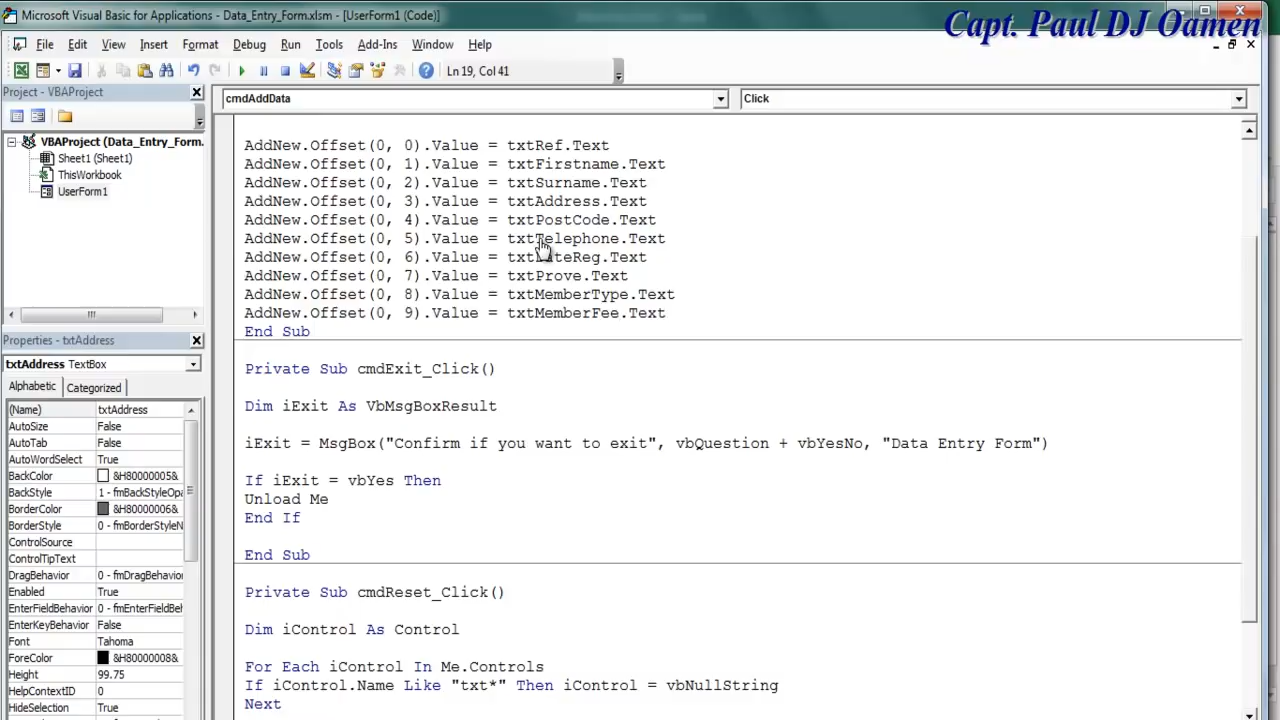 Microsoft Visual Basic for Applications - Data_Entry_Form.xlsm - [UserForm1 (Code)]
Capt. Paul DJ Oamen
File Edit View Insert Format Debug Run Tools Add-Ins Window Help
Ln 19, Col 41
Project - VBAProject
cmdAddData Click
VBAProject (Data_Entry_Form.
Sheet1 (Sheet1)
ThisWorkbook
UserForm1
AddNew.Offset(0, 0).Value = txtRef.Text
AddNew.Offset(0, 1).Value = txtFirstname.Text
AddNew.Offset(0, 2).Value = txtSurname.Text
AddNew.Offset(0, 3).Value = txtAddress.Text
AddNew.Offset(0, 4).Value = txtPostCode.Text
AddNew.Offset(0, 5).Value = txtTelephone.Text
AddNew.Offset(0, 6).Value = txtDateReg.Text
AddNew.Offset(0, 7).Value = txtProve.Text
AddNew.Offset(0, 8).Value = txtMemberType.Text
AddNew.Offset(0, 9).Value = txtMemberFee.Text
End Sub
Private Sub cmdExit_Click()
Dim iExit As VbMsgBoxResult
iExit = MsgBox("Confirm if you want to exit", vbQuestion + vbYesNo, "Data Entry Form")
If iExit = vbYes Then
Unload Me
End If
End Sub
Private Sub cmdReset_Click()
Dim iControl As Control
For Each iControl In Me.Controls
If iControl.Name Like "txt*" Then iControl = vbNullString
Next
Properties - txtAddress
txtAddress TextBox
Alphabetic Categorized
(Name) txtAddress
AutoSize False
AutoTab False
AutoWordSelect True
BackColor &H80000005&
BackStyle 1 - fmBackStyleOpa
BorderColor &H80000006&
BorderStyle 0 - fmBorderStyleN
ControlSource
ControlTipText
DragBehavior 0 - fmDragBehavior
Enabled True
EnterFieldBehavior 0 - fmEnterFieldBeh
EnterKeyBehavior False
Font Tahoma
ForeColor &H80000008&
Height 99.75
HelpContextID 0
HideSelection True